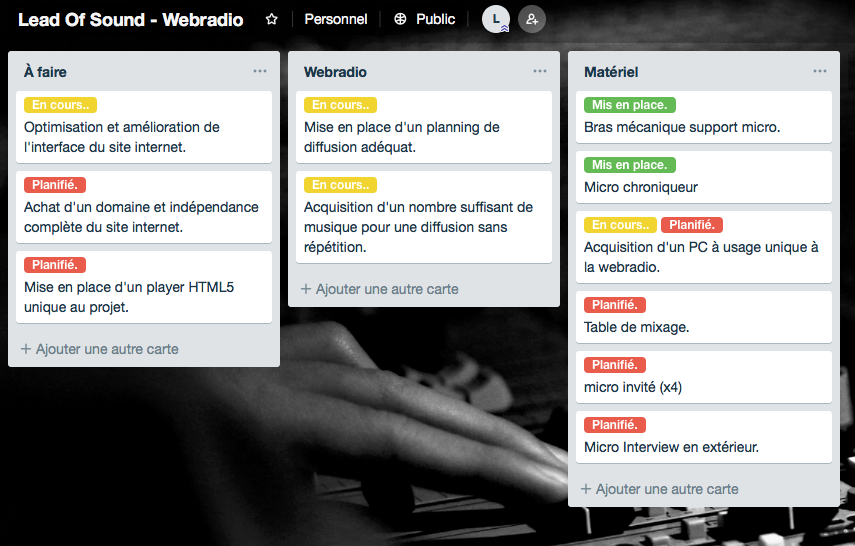 Lead Of Sound - Webradio
Personnel
Public
L
À faire
En cours..
Optimisation et amélioration de
l'interface du site internet.
Planifié.
Achat d'un domaine et indépendance
complète du site internet.
Planifié.
Mise en place d'un player HTML5
unique au projet.
+ Ajouter une autre carte
Webradio
En cours..
Mise en place d'un planning de
diffusion adéquat.
En cours..
Acquisition d'un nombre suffisant de
musique pour une diffusion sans
répétition.
+ Ajouter une autre carte
Matériel
Mis en place.
Bras mécanique support micro.
Mis en place.
Micro chroniqueur
En cours.. Planifié.
Acquisition d'un PC à usage unique à
la webradio.
Planifié.
Table de mixage.
Planifié.
micro invité (x4)
Planifié.
Micro Interview en extérieur.
+ Ajouter une autre carte